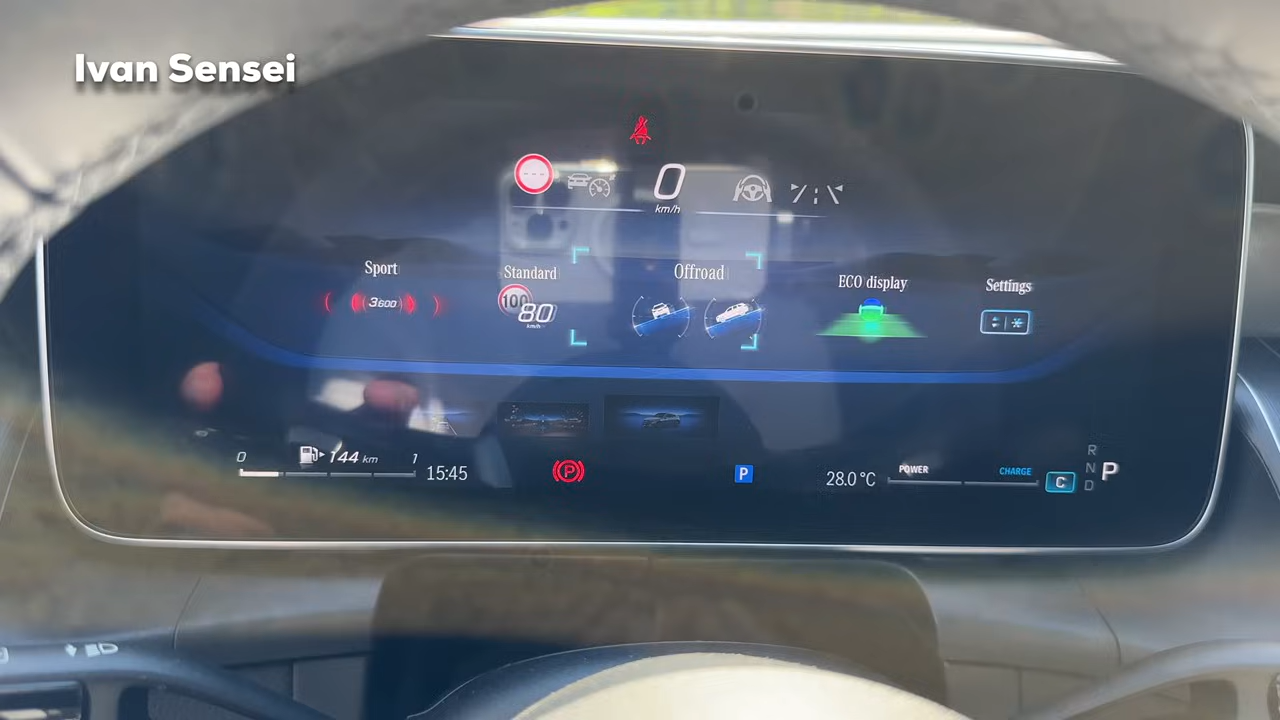 Ivan Sensei
0
km/h
Sport
3600
Standard
100
80
km/h
Offroad
ECO display
Settings
0
144 km
1
15:45
P
P
28.0 °C
POWER
CHARGE
C
R
N
D
P